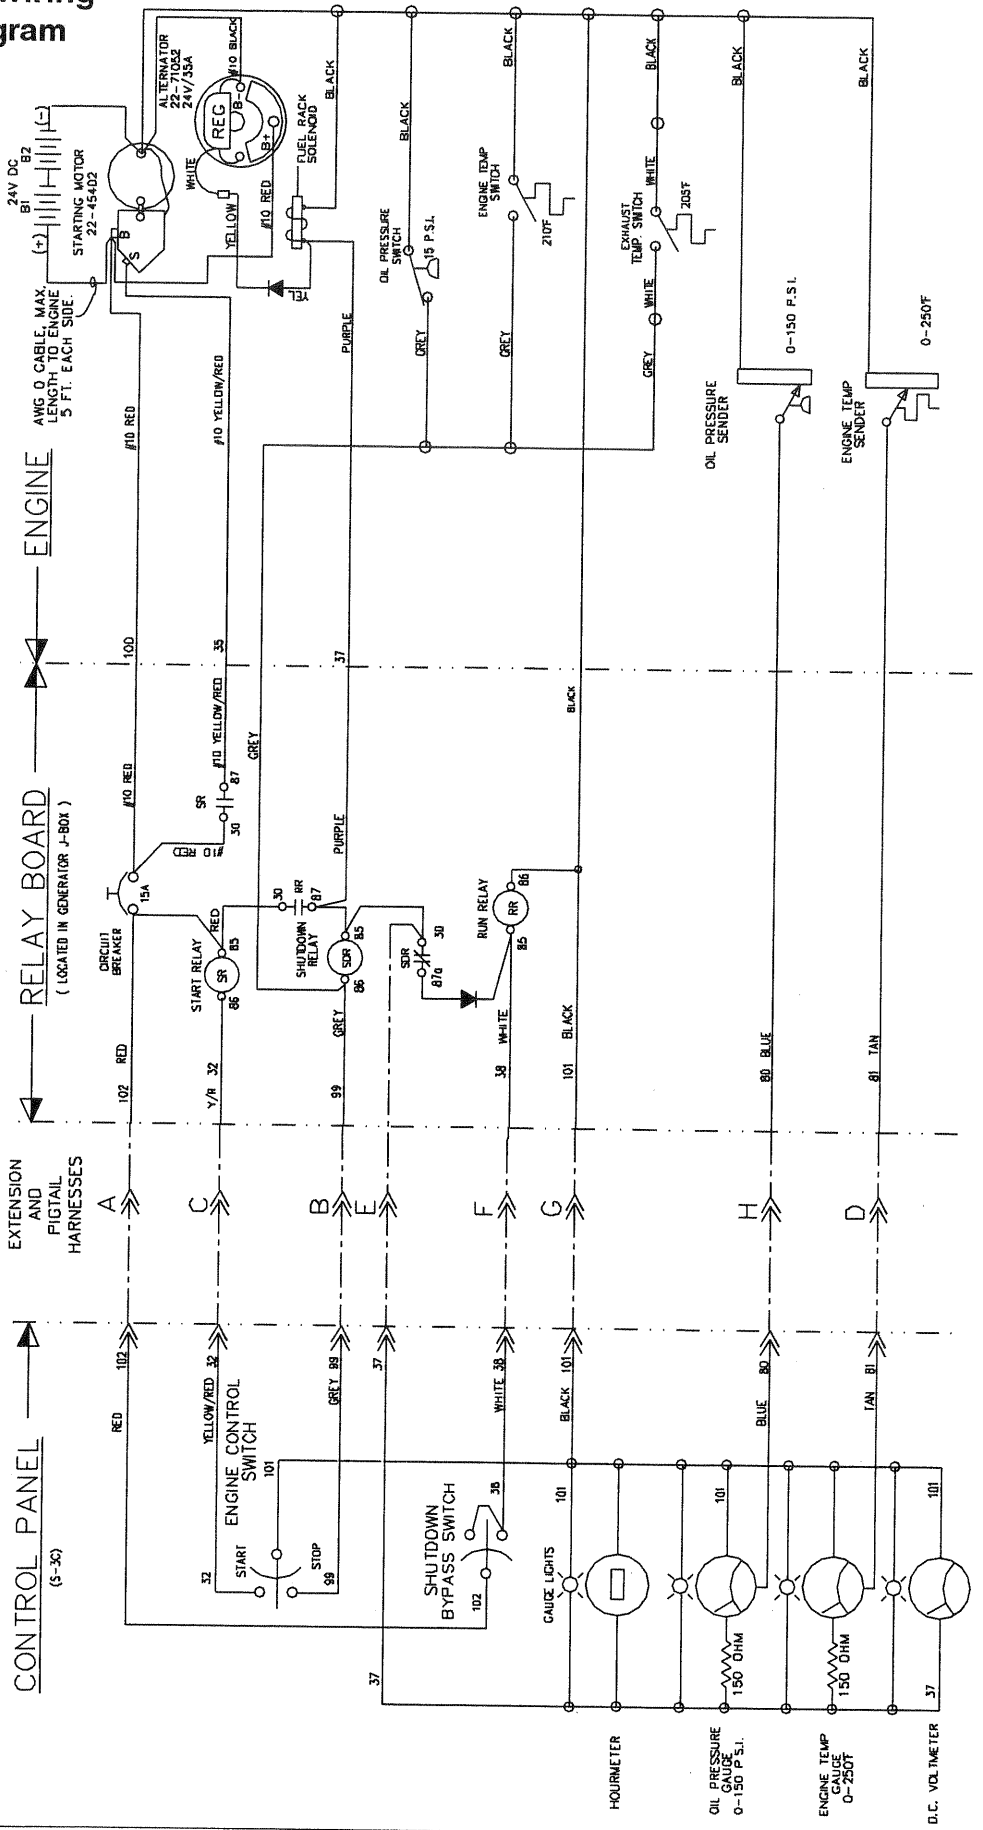 wiring
gram
24V DC
B1 B2
(+) (-)
STARTING MOTOR
22-454D2
B
S
ALTERNATOR
22-71052
24V/35A
#10 BLACK
REG
B-
B+
WHITE
YELLOW
#10 RED
FUEL RACK
SOLENOID
YEL
BLACK
PURPLE
BLACK
OIL PRESSURE
SWITCH
15 P.S.I.
GREY
BLACK
ENGINE TEMP
SWITCH
210°F
GREY
BLACK
WHITE
EXHAUST
TEMP. SWITCH
205°F
WHITE
GREY
BLACK
0-150 P.S.I.
OIL PRESSURE
SENDER
BLACK
0-250°F
ENGINE TEMP
SENDER
AWG 0 CABLE, MAX.
LENGTH TO ENGINE
5 FT. EACH SIDE.
ENGINE
#10 RED
#10 YELLOW/RED
100
35
37
RELAY BOARD
( LOCATED IN GENERATOR J-BOX )
#10 RED
#10 YELLOW/RED
GREY
BLACK
SR
87
30
#10 RED
15A
CIRCUIT
BREAKER
PURPLE
START RELAY
RED
85
SR
86
30
RR
87
SHUTDOWN
RELAY
85
SDR
86
30
SDR
87a
RUN RELAY
86
RR
85
102 RED
Y/R 32
99 GREY
38 WHITE
101 BLACK
80 BLUE
81 TAN
EXTENSION
AND
PIGTAIL
HARNESSES
A
C
B
E
F
G
H
D
CONTROL PANEL
(S-3C)
RED 102
YELLOW/RED 32
GREY 99
37
WHITE 38
BLACK 101
BLUE 80
TAN 81
ENGINE CONTROL
SWITCH
101
START
STOP
32
99
SHUTDOWN
BYPASS SWITCH
38
102
37
101
101
101
GAUGE LIGHTS
150 OHM
150 OHM
37
HOURMETER
OIL PRESSURE
GAUGE
0-150 P.S.I.
ENGINE TEMP
GAUGE
0-250°F
D.C. VOLTMETER